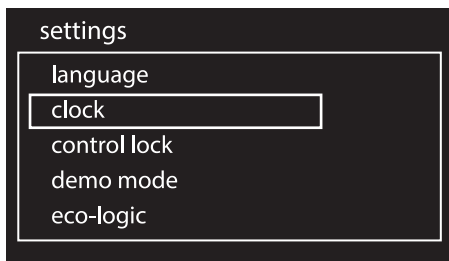 settings
language
clock
control lock
demo mode
eco-logic